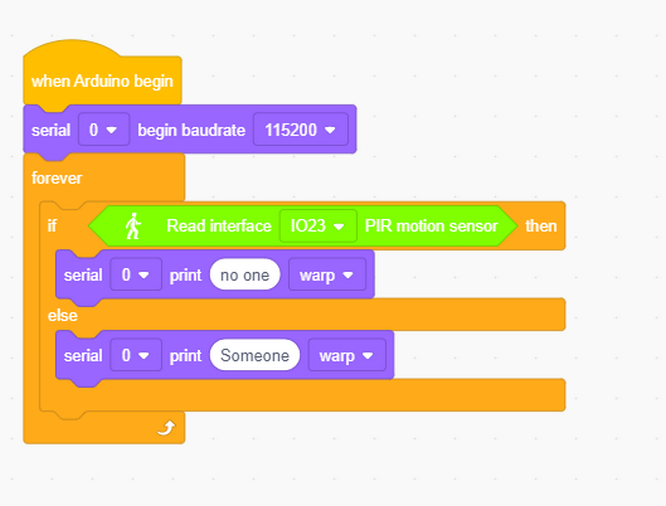 when Arduino begin
serial 0 begin baudrate 115200
forever
if Read interface IO23 PIR motion sensor then
serial 0 print no one warp
else
serial 0 print Someone warp